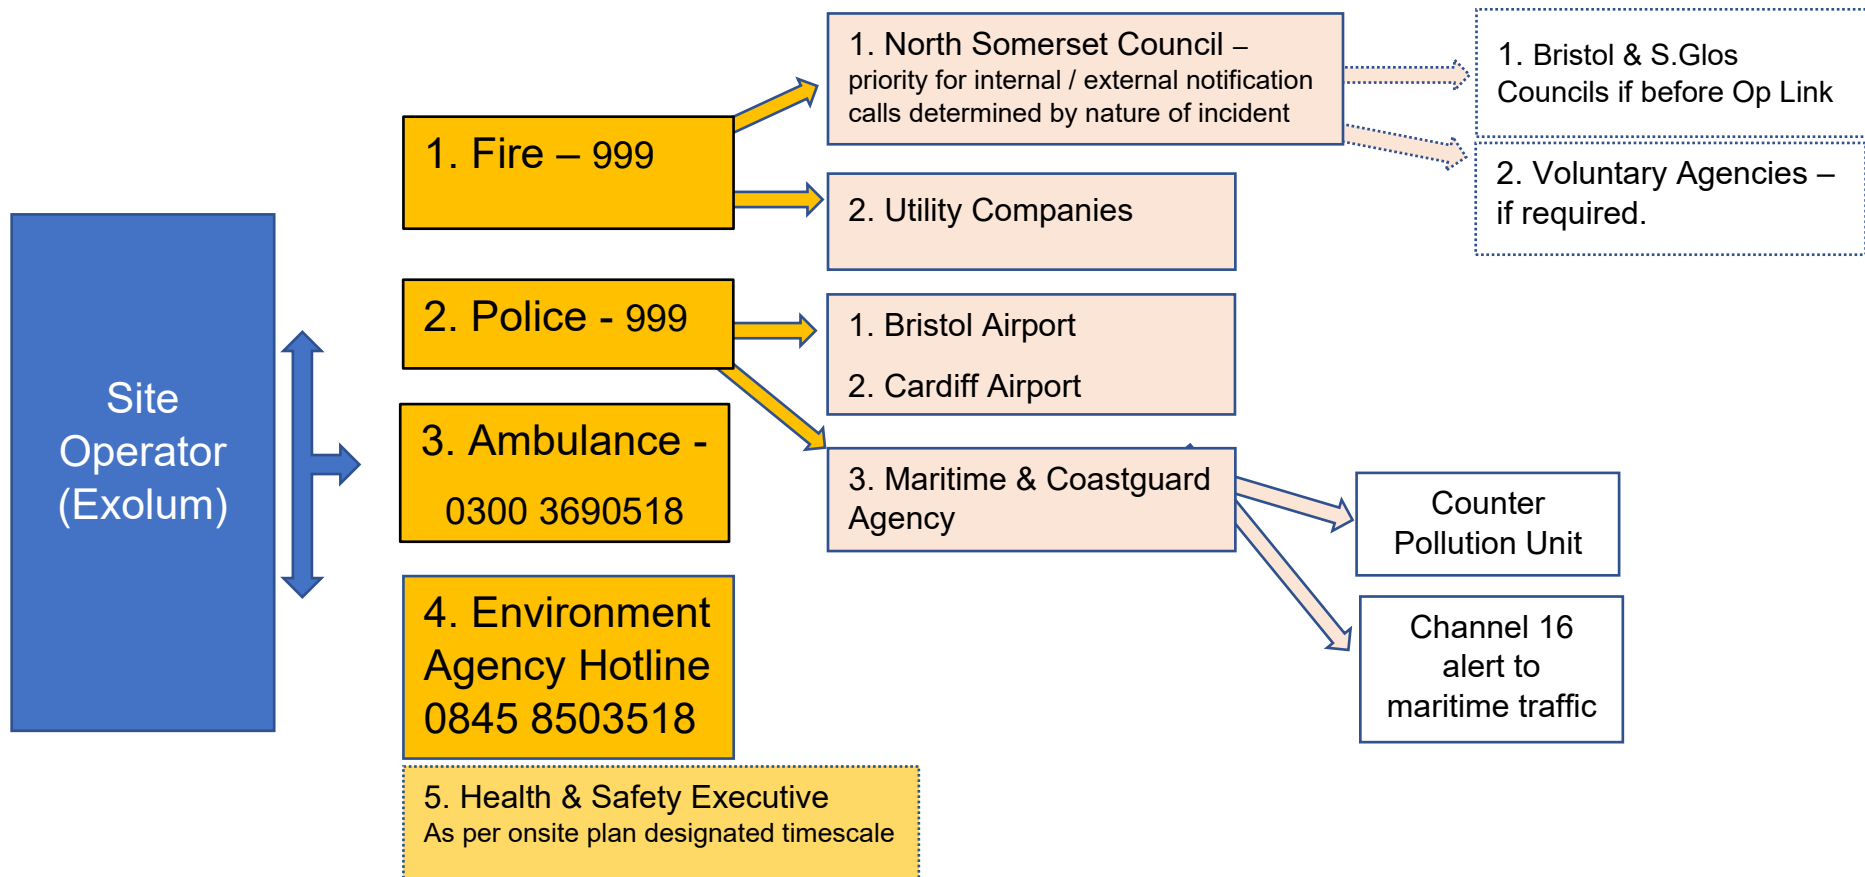 Site
Operator
(Exolum)
1. Fire – 999
2. Police - 999
3. Ambulance -
0300 3690518
4. Environment
Agency Hotline
0845 8503518
5. Health & Safety Executive
As per onsite plan designated timescale
1. North Somerset Council –
priority for internal / external notification
calls determined by nature of incident
2. Utility Companies
1. Bristol Airport
2. Cardiff Airport
3. Maritime & Coastguard
Agency
1. Bristol & S.Glos
Councils if before Op Link
2. Voluntary Agencies –
if required.
Counter
Pollution Unit
Channel 16
alert to
maritime traffic